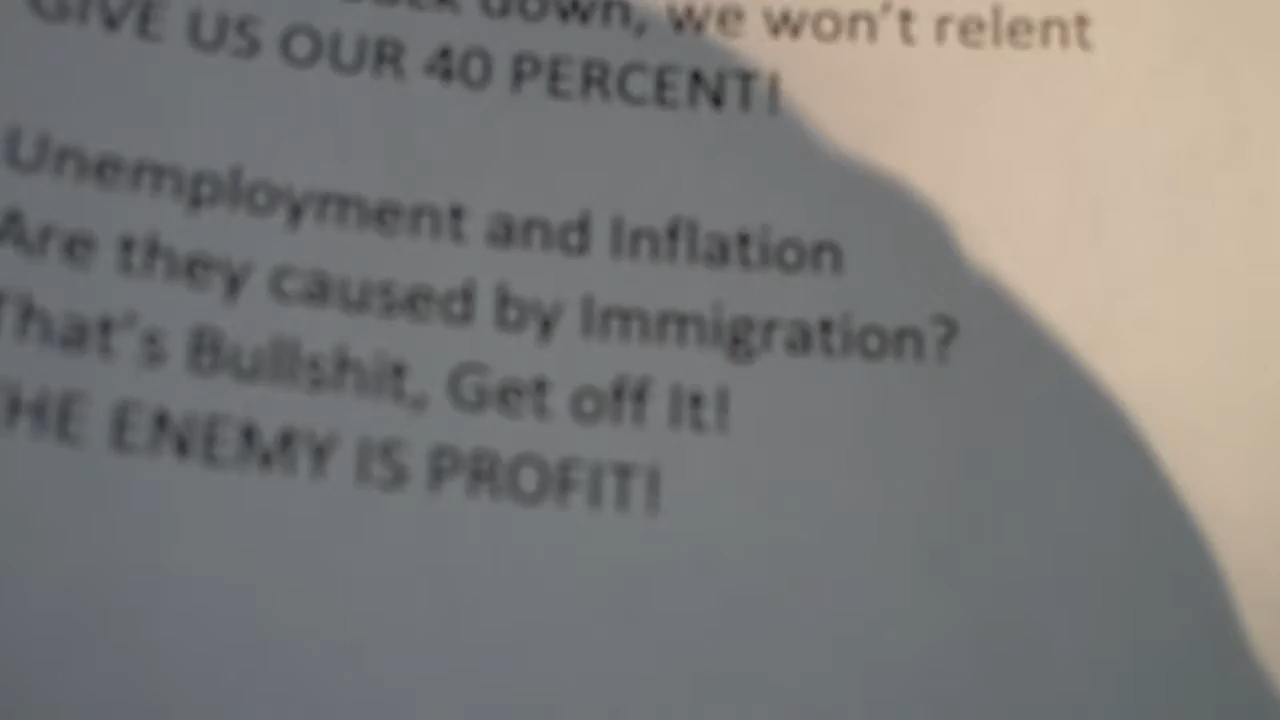 down, we won't relent
GIVE US OUR 40 PERCENT!
Unemployment and Inflation
Are they caused by Immigration?
That's Bullshit, Get off It!
THE ENEMY IS PROFIT!